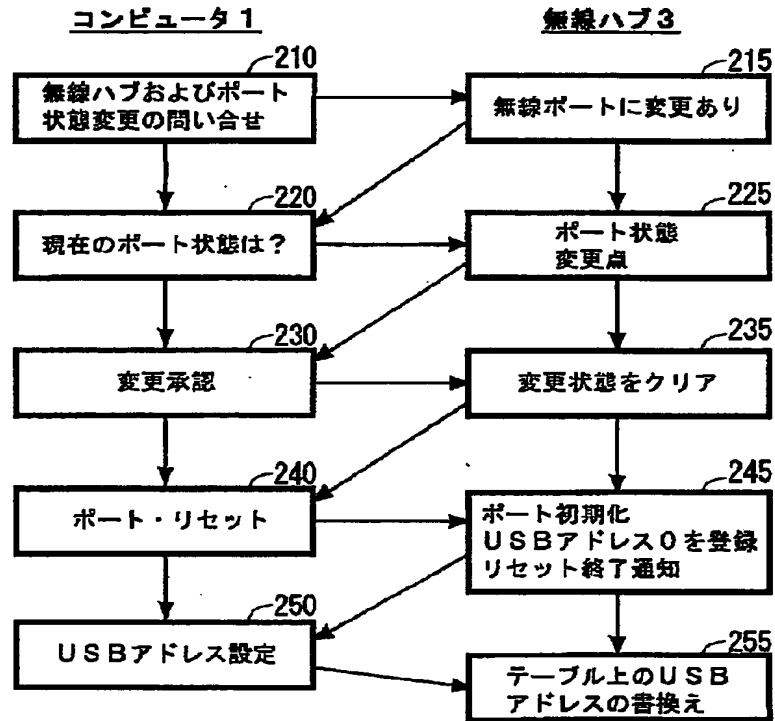 コンピュータ1
無線ハブ3
210
無線ハブおよびポート
状態変更の問い合せ
215
無線ポートに変更あり
220
現在のポート状態は?
225
ポート状態
変更点
230
変更承認
235
変更状態をクリア
240
ポート・リセット
245
ポート初期化
USBアドレス0を登録
リセット終了通知
250
USBアドレス設定
255
テーブル上のUSB
アドレスの書換え